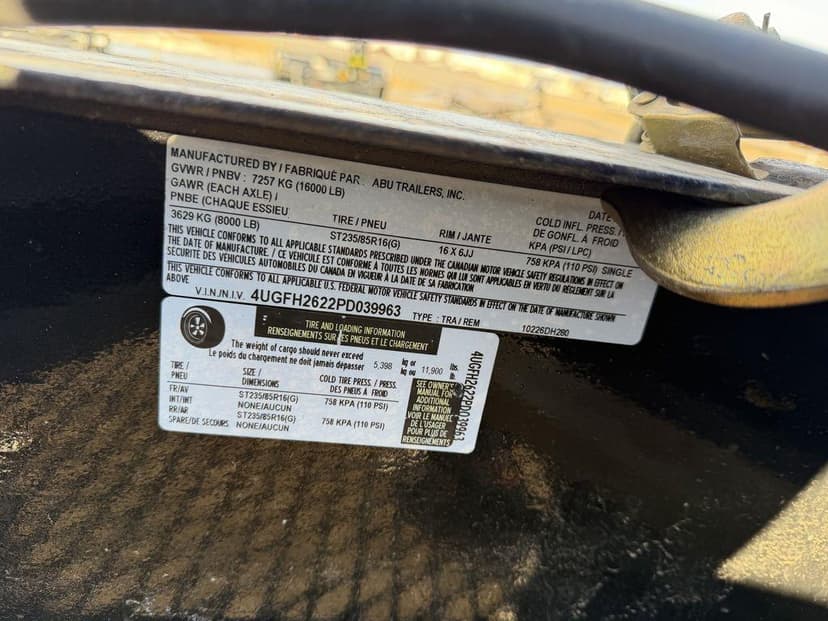 MANUFACTURED BY / FABRIQUÉ PAR ABU TRAILERS, INC.
GVWR / PNBV : 7257 KG (16000 LB)
DATE
GAWR (EACH AXLE) /
PNBE (CHAQUE ESSIEU
TIRE / PNEU
RIM / JANTE
COLD INFL. PRESS. /
DE GONFL. À FROID
KPA (PSI / LPC)
3629 KG (8000 LB)
ST235/85R16(G)
16 X 6JJ
758 KPA (110 PSI) SINGLE
THIS VEHICLE CONFORMS TO ALL APPLICABLE STANDARDS PRESCRIBED UNDER THE CANADIAN MOTOR VEHICLE SAFETY REGULATIONS IN EFFECT ON
THE DATE OF MANUFACTURE. / CE VÉHICULE EST CONFORME À TOUTES LES NORMES QUI LUI SONT APPLICABLES EN VERTU DU RÈGLEMENT SUR LA
SÉCURITÉ DES VÉHICULES AUTOMOBILES DU CANADA EN VIGUEUR À LA DATE DE SA FABRICATION
THIS VEHICLE CONFORMS TO ALL APPLICABLE U.S. FEDERAL MOTOR VEHICLE SAFETY STANDARDS IN EFFECT ON THE DATE OF MANUFACTURE SHOWN ABOVE.
V.I.N./N.I.V. 4UGFH2622PD039963 TYPE : TRA / REM 10226DH280
TIRE AND LOADING INFORMATION
RENSEIGNEMENTS SUR LES PNEUS ET LE CHARGEMENT
The weight of cargo should never exceed
Le poids du chargement ne doit jamais dépasser
5,398 kg or
kg ou 11,900 lbs.
lb.
TIRE /
PNEU
SIZE /
DIMENSIONS
COLD TIRE PRESS. / PRESS.
DES PNEUS À FROID
FR/AV ST235/85R16(G) 758 KPA (110 PSI)
INT/INT NONE/AUCUN
RR/AR ST235/85R16(G) 758 KPA (110 PSI)
SPARE/DE SECOURS NONE/AUCUN
SEE OWNER'S
MANUAL FOR
ADDITIONAL
INFORMATION
VOIR LE MANUEL
DE L'USAGER
POUR PLUS DE
RENSEIGNEMENTS
4UGFH2622PD039963